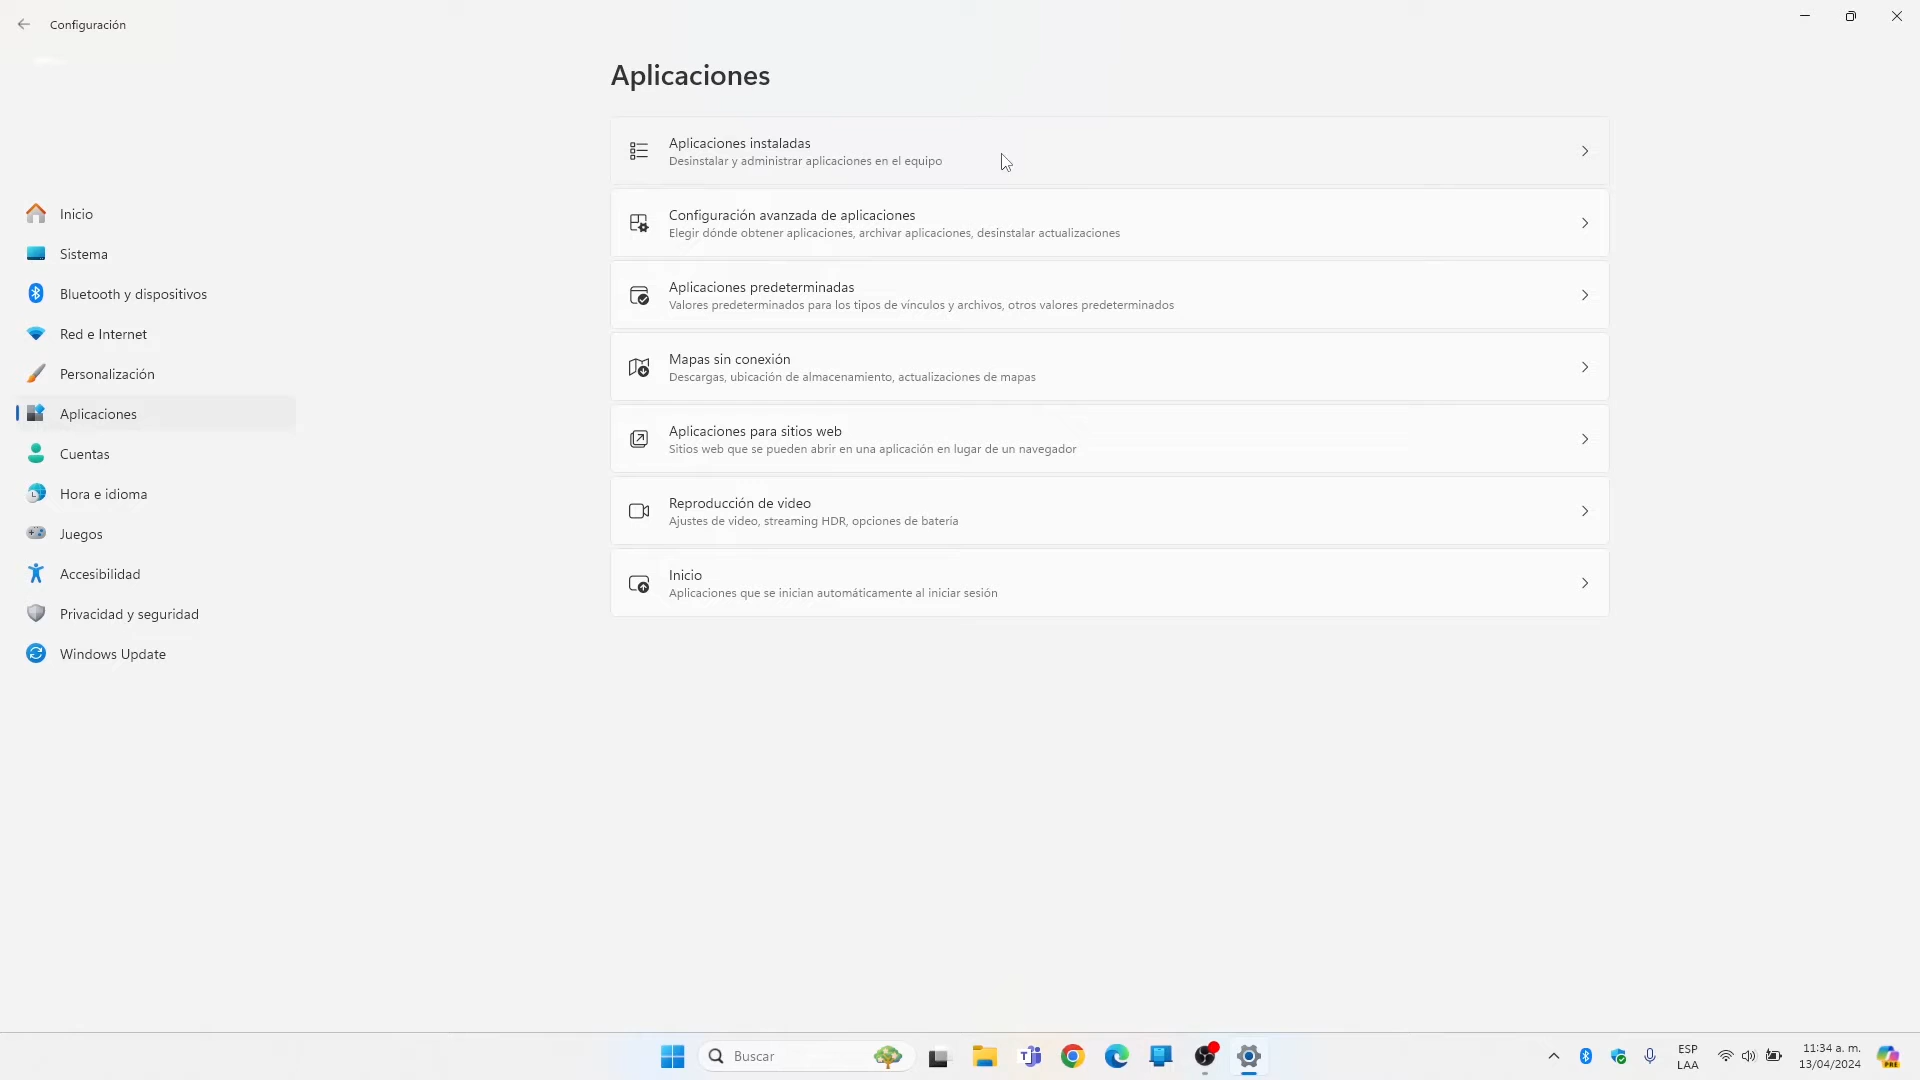 Configuración
Aplicaciones
Aplicaciones instaladas
Desinstalar y administrar aplicaciones en el equipo
Configuración avanzada de aplicaciones
Elegir dónde obtener aplicaciones, archivar aplicaciones, desinstalar actualizaciones
Aplicaciones predeterminadas
Valores predeterminados para los tipos de vínculos y archivos, otros valores predeterminados
Mapas sin conexión
Descargas, ubicación de almacenamiento, actualizaciones de mapas
Aplicaciones para sitios web
Sitios web que se pueden abrir en una aplicación en lugar de un navegador
Reproducción de video
Ajustes de video, streaming HDR, opciones de batería
Inicio
Aplicaciones que se inician automáticamente al iniciar sesión
Inicio
Sistema
Bluetooth y dispositivos
Red e Internet
Personalización
Aplicaciones
Cuentas
Hora e idioma
Juegos
Accesibilidad
Privacidad y seguridad
Windows Update
Buscar
ESP
LAA
11:34 a. m.
13/04/2024
PRE